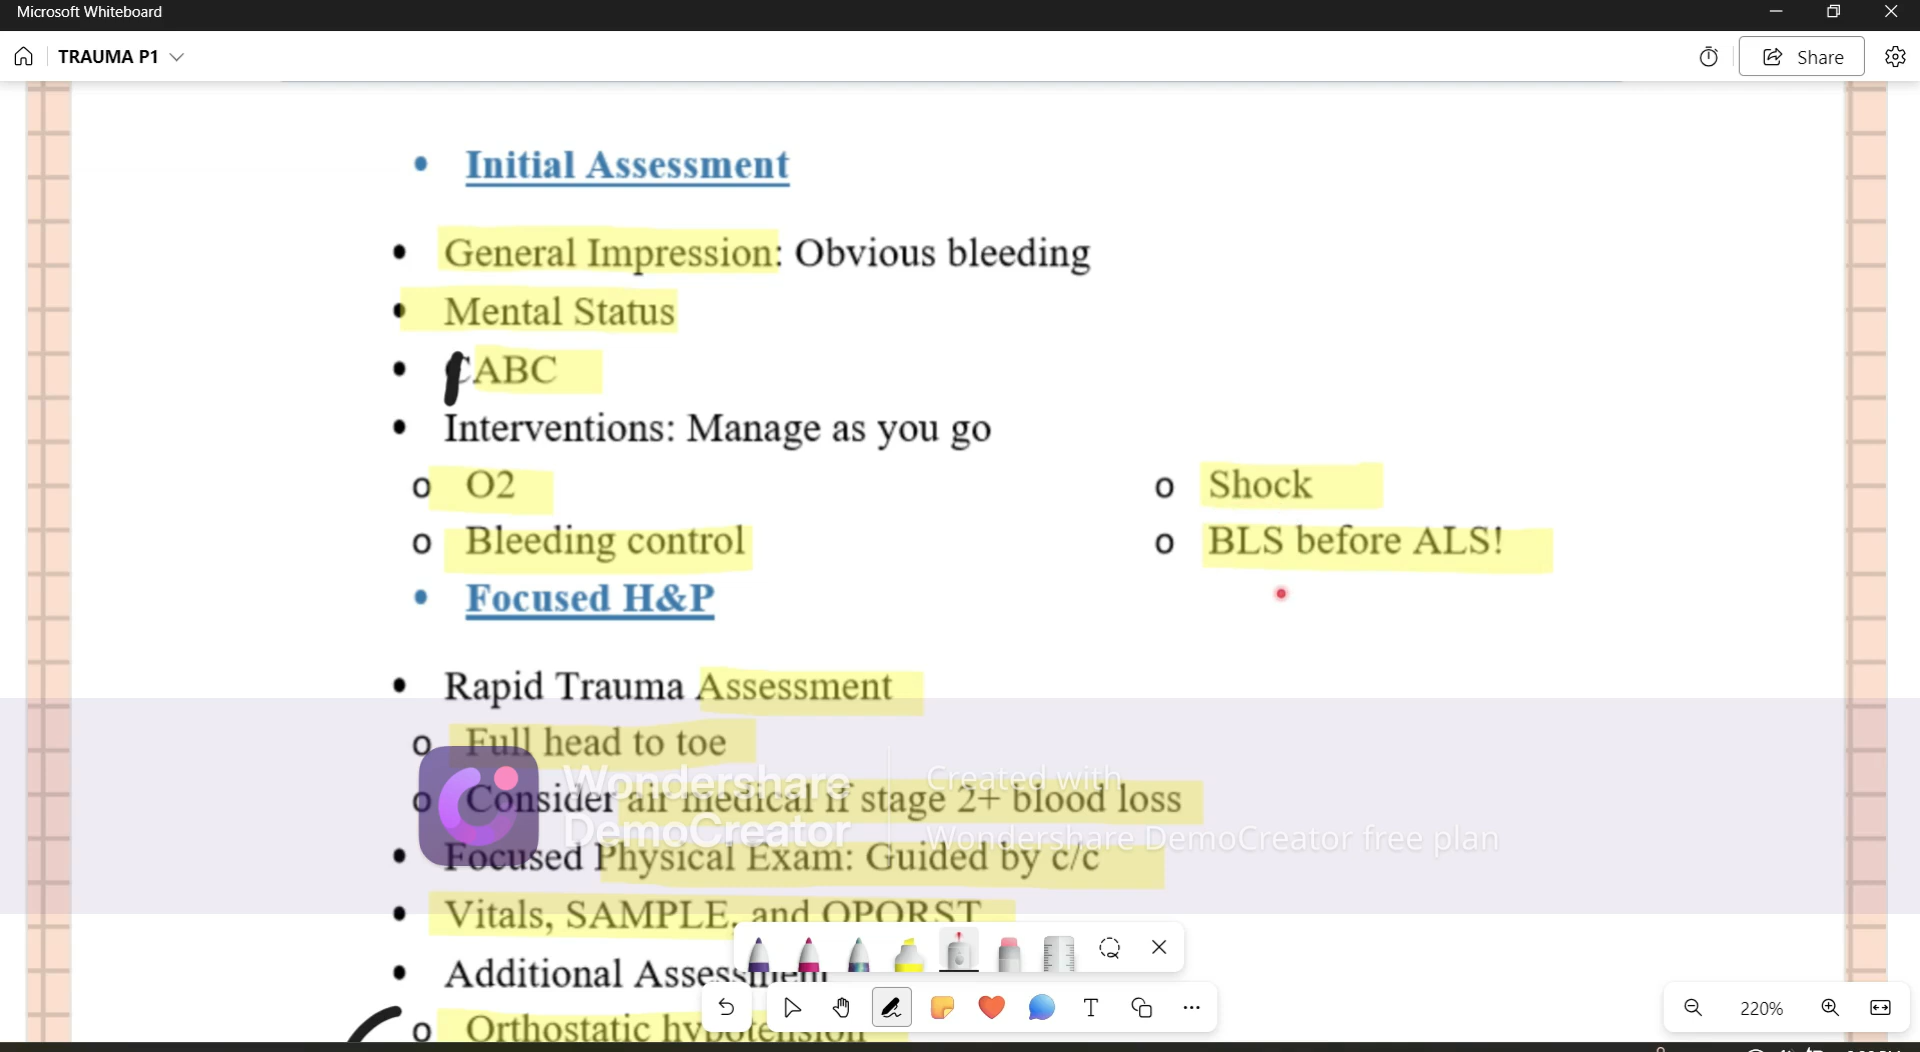 Microsoft Whiteboard
TRAUMA P1
Share
• Initial Assessment
• General Impression: Obvious bleeding
• Mental Status
• CABC
• Interventions: Manage as you go
o O2
o Shock
o Bleeding control
o BLS before ALS!
• Focused H&P
• Rapid Trauma Assessment
o Full head to toe
o Consider air medical if stage 2+ blood loss
• Focused Physical Exam: Guided by c/c
• Vitals, SAMPLE, and OPQRST
• Additional Assessment
o Orthostatic hypotension
Wondershare
DemoCreator
Created with
Wondershare DemoCreator free plan
220%